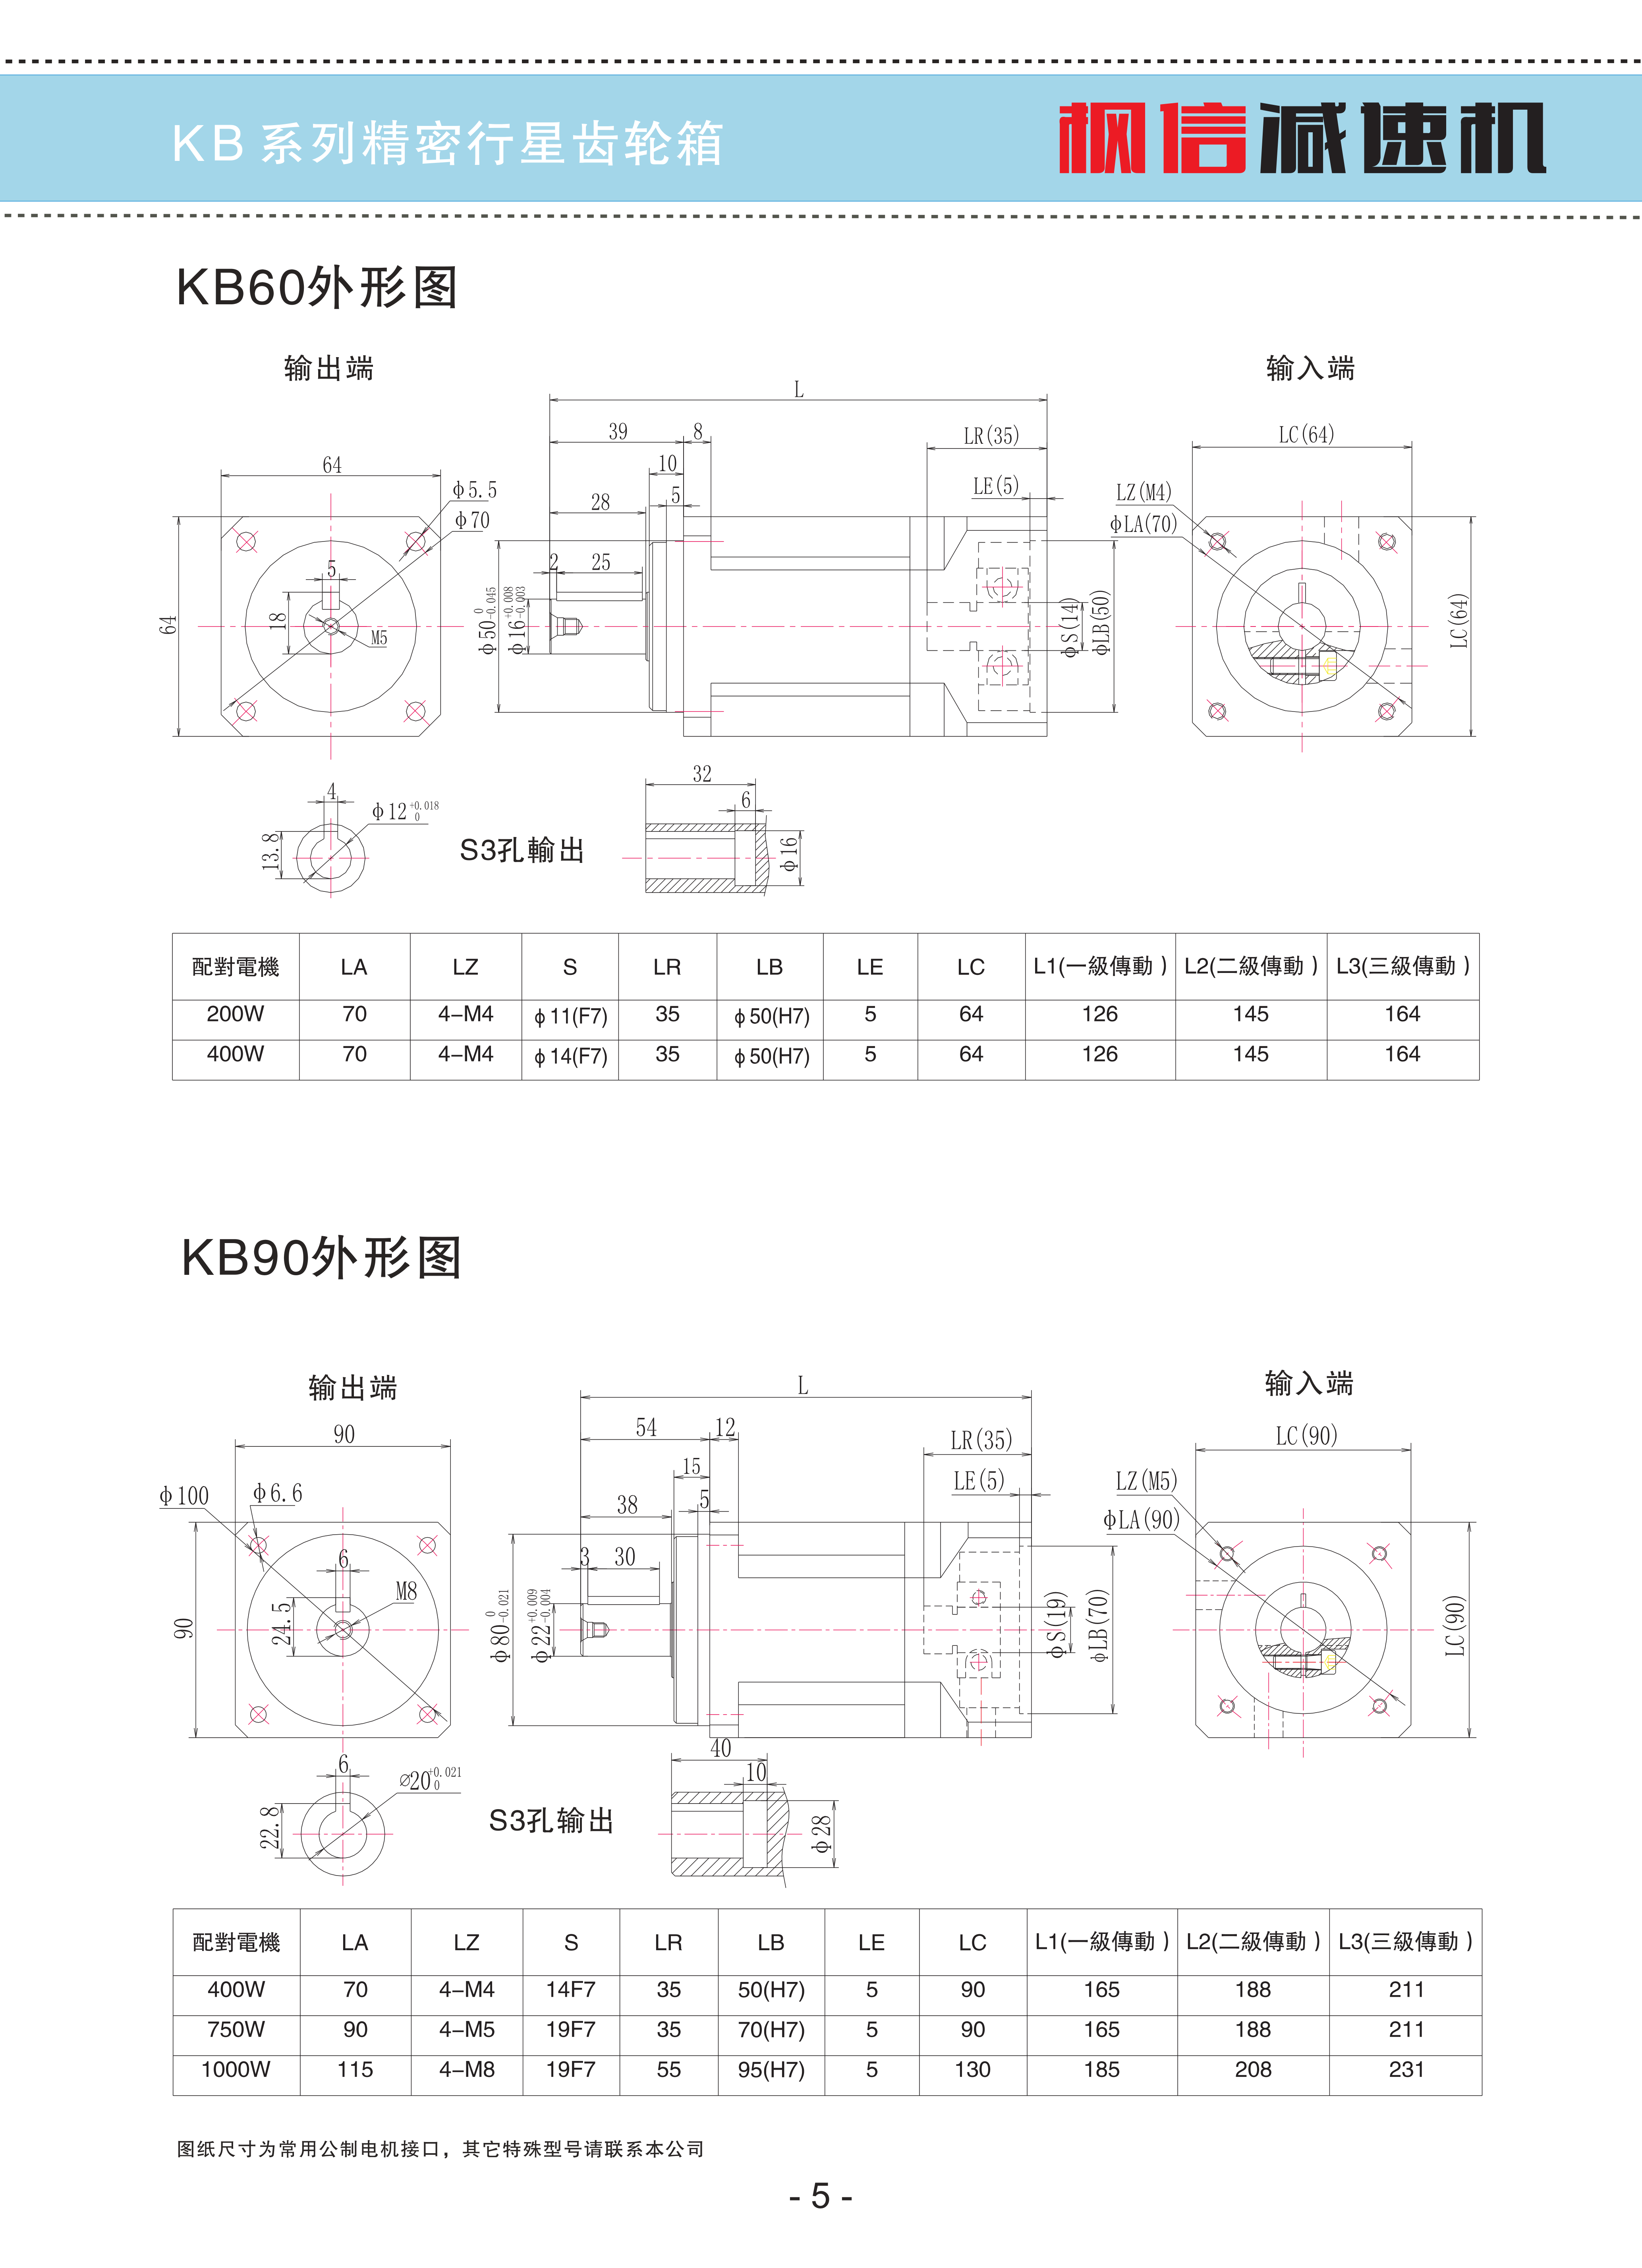 KB 系列精密行星齿轮箱
枫信减速机
KB60外形图
输出端
输入端
64
64
φ5.5
φ70
5
18
M5
L
39
8
10
5
28
2
25
LR(35)
LE(5)
φ50 0 -0.045
φ16 +0.008 -0.003
φS(14)
φLB(50)
LC(64)
LZ(M4)
φLA(70)
LC(64)
4
φ12 +0.018 0
13.8
S3孔輸出
32
6
φ16
配對電機 LA LZ S LR LB LE LC L1(一級傳動) L2(二級傳動) L3(三級傳動)
200W 70 4-M4 φ11(F7) 35 φ50(H7) 5 64 126 145 164
400W 70 4-M4 φ14(F7) 35 φ50(H7) 5 64 126 145 164
KB90外形图
输出端
输入端
90
90
φ100
φ6.6
6
24.5
M8
L
54
12
15
5
38
3
30
LR(35)
LE(5)
φ80 0 -0.021
φ22 +0.009 -0.004
φS(19)
φLB(70)
LC(90)
LZ(M5)
φLA(90)
LC(90)
6
⌀20 +0.021 0
22.8
S3孔输出
40
10
φ28
配對電機 LA LZ S LR LB LE LC L1(一級傳動) L2(二級傳動) L3(三級傳動)
400W 70 4-M4 14F7 35 50(H7) 5 90 165 188 211
750W 90 4-M5 19F7 35 70(H7) 5 90 165 188 211
1000W 115 4-M8 19F7 55 95(H7) 5 130 185 208 231
图纸尺寸为常用公制电机接口，其它特殊型号请联系本公司
- 5 -